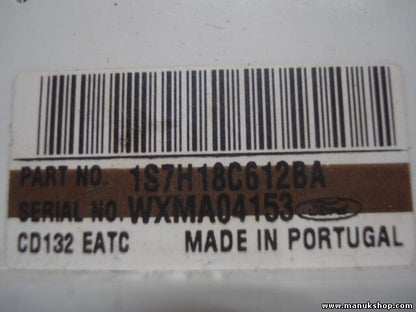 PART NO. 1S7H18C612BA
SERIAL NO. WXMA04153 Ford
CD132 EATC MADE IN PORTUGAL
www.manukshop.com